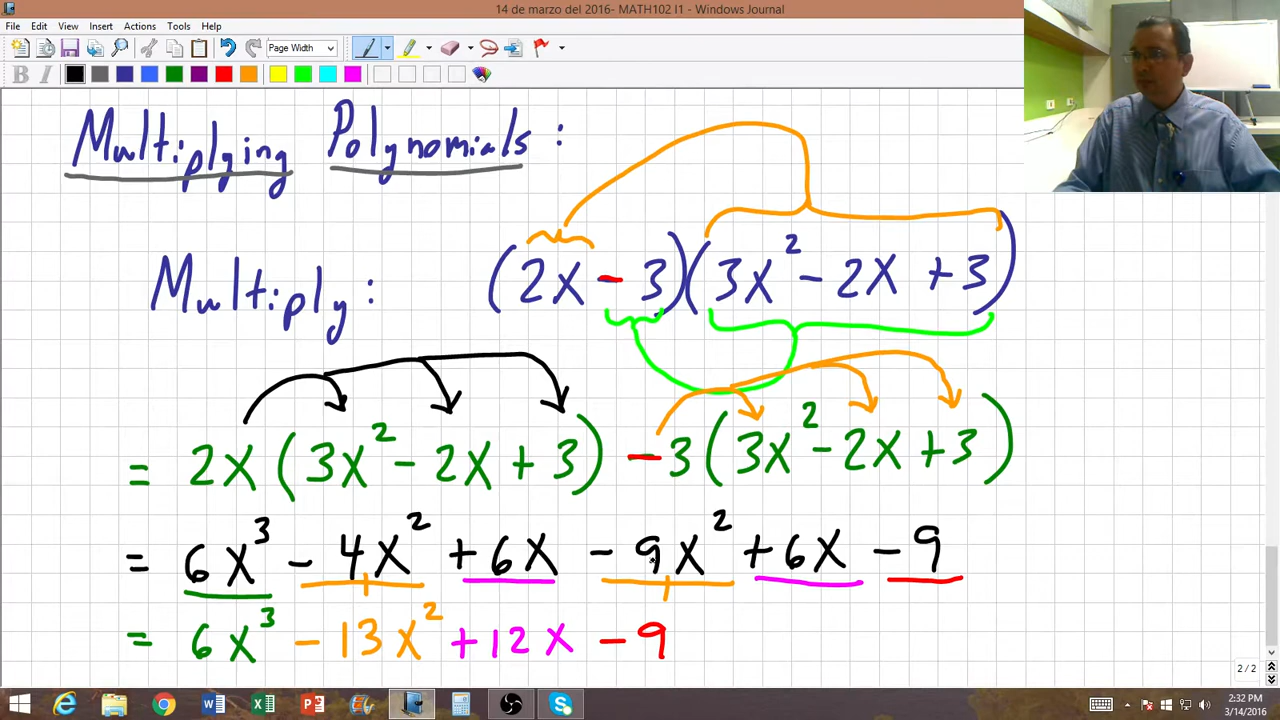 14 de marzo del 2016- MATH102 I1 - Windows Journal
File Edit View Insert Actions Tools Help
Page Width
B I
Multiplying Polynomials :
Multiply : (2X - 3)(3X² - 2X + 3)
= 2X(3X² - 2X + 3) - 3(3X² - 2X + 3)
= 6X³ - 4X² + 6X - 9X² + 6X - 9
= 6X³ - 13X² + 12X - 9
2/2
2:32 PM
3/14/2016